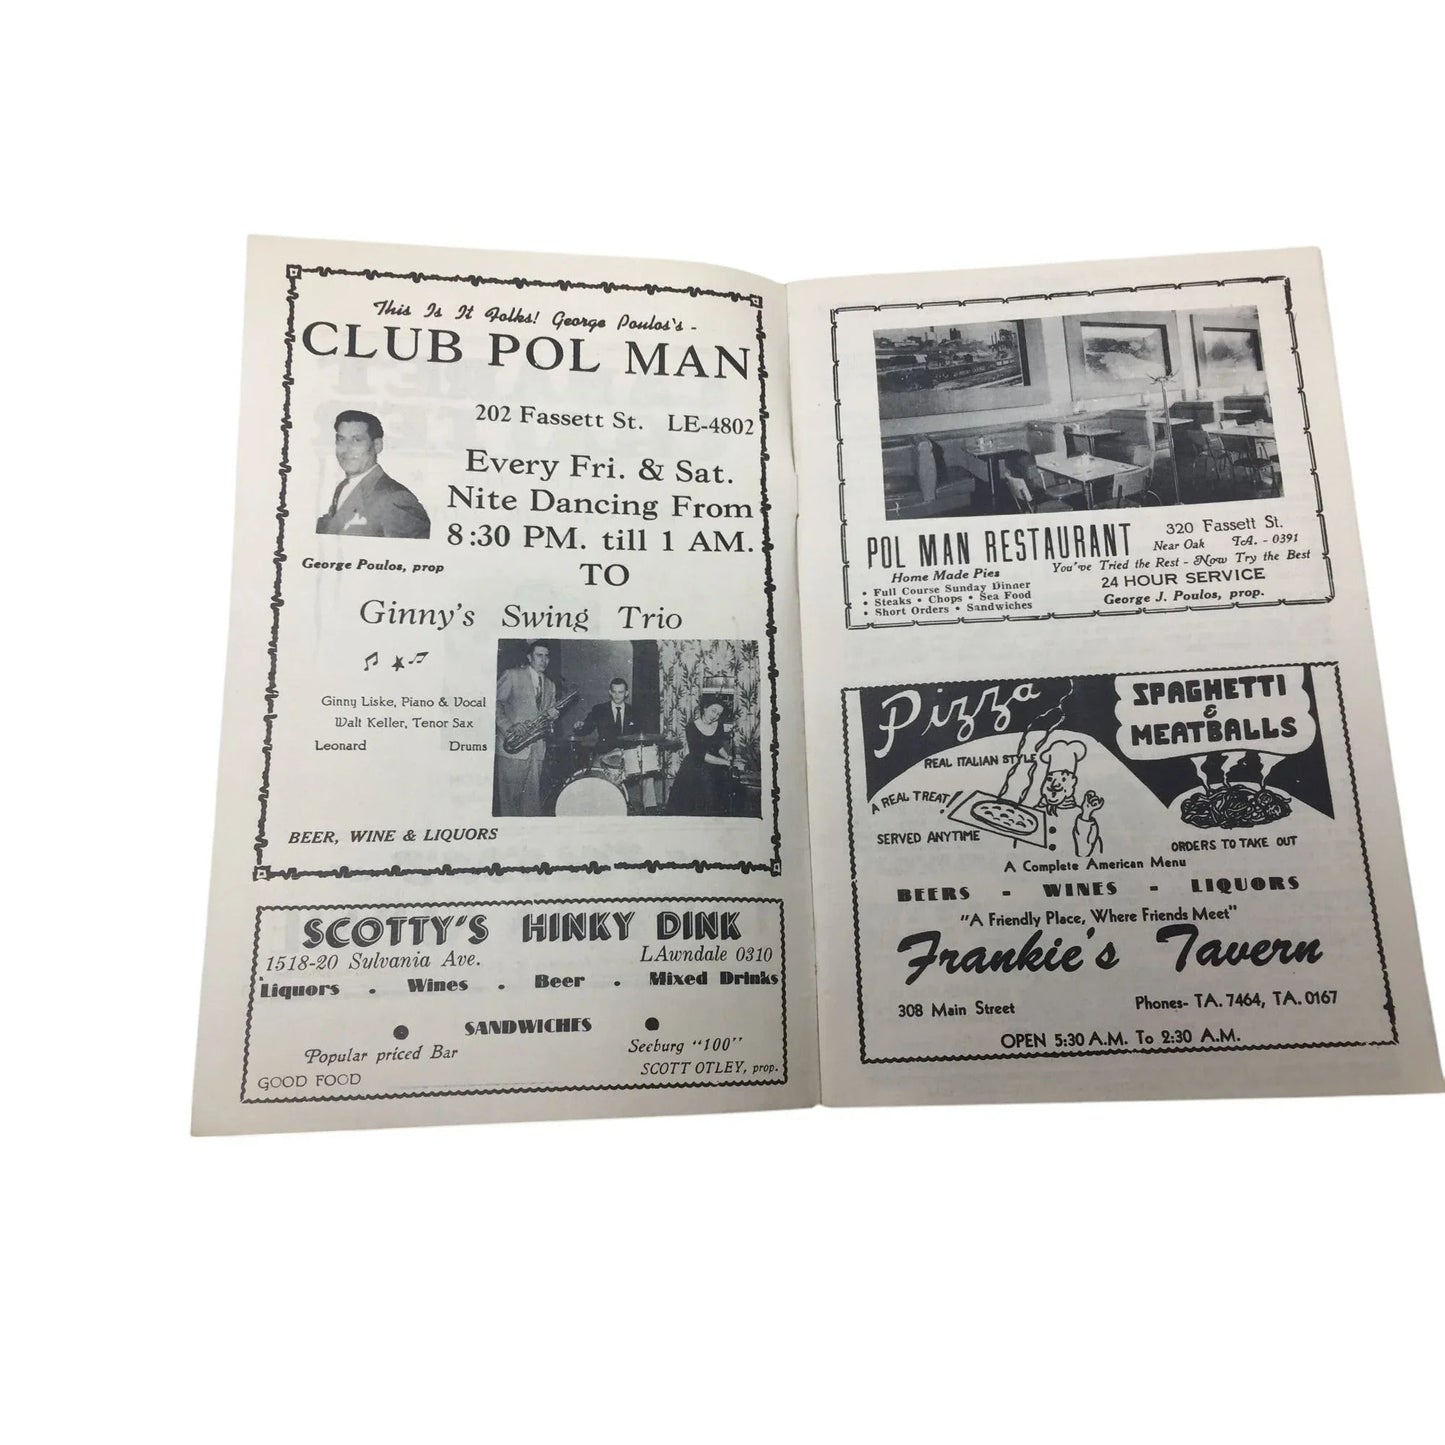 This Is It Folks! George Poulos's -
CLUB POL MAN
202 Fassett St. LE-4802
Every Fri. & Sat.
Nite Dancing From
8:30 PM. till 1 AM.
TO
George Poulos, prop
Ginny's Swing Trio
Ginny Liske, Piano & Vocal
Walt Keller, Tenor Sax
Leonard Drums
BEER, WINE & LIQUORS
SCOTTY'S HINKY DINK
1518-20 Sylvania Ave. LAwndale 0310
Liquors . Wines . Beer . Mixed Drinks
● SANDWICHES ●
Popular priced Bar Seeburg "100"
GOOD FOOD SCOTT OTLEY, prop.
POL MAN RESTAURANT
320 Fassett St.
Near Oak TA. - 0391
Home Made Pies
You've Tried the Rest - Now Try the Best
• Full Course Sunday Dinner
• Steaks • Chops • Sea Food
• Short Orders • Sandwiches
24 HOUR SERVICE
George J. Poulos, prop.
Pizza
REAL ITALIAN STYLE
A REAL TREAT!
SERVED ANYTIME
SPAGHETTI
&
MEATBALLS
ORDERS TO TAKE OUT
A Complete American Menu
BEERS - WINES - LIQUORS
"A Friendly Place, Where Friends Meet"
Frankie's Tavern
308 Main Street Phones- TA. 7464, TA. 0167
OPEN 5:30 A.M. To 2:30 A.M.